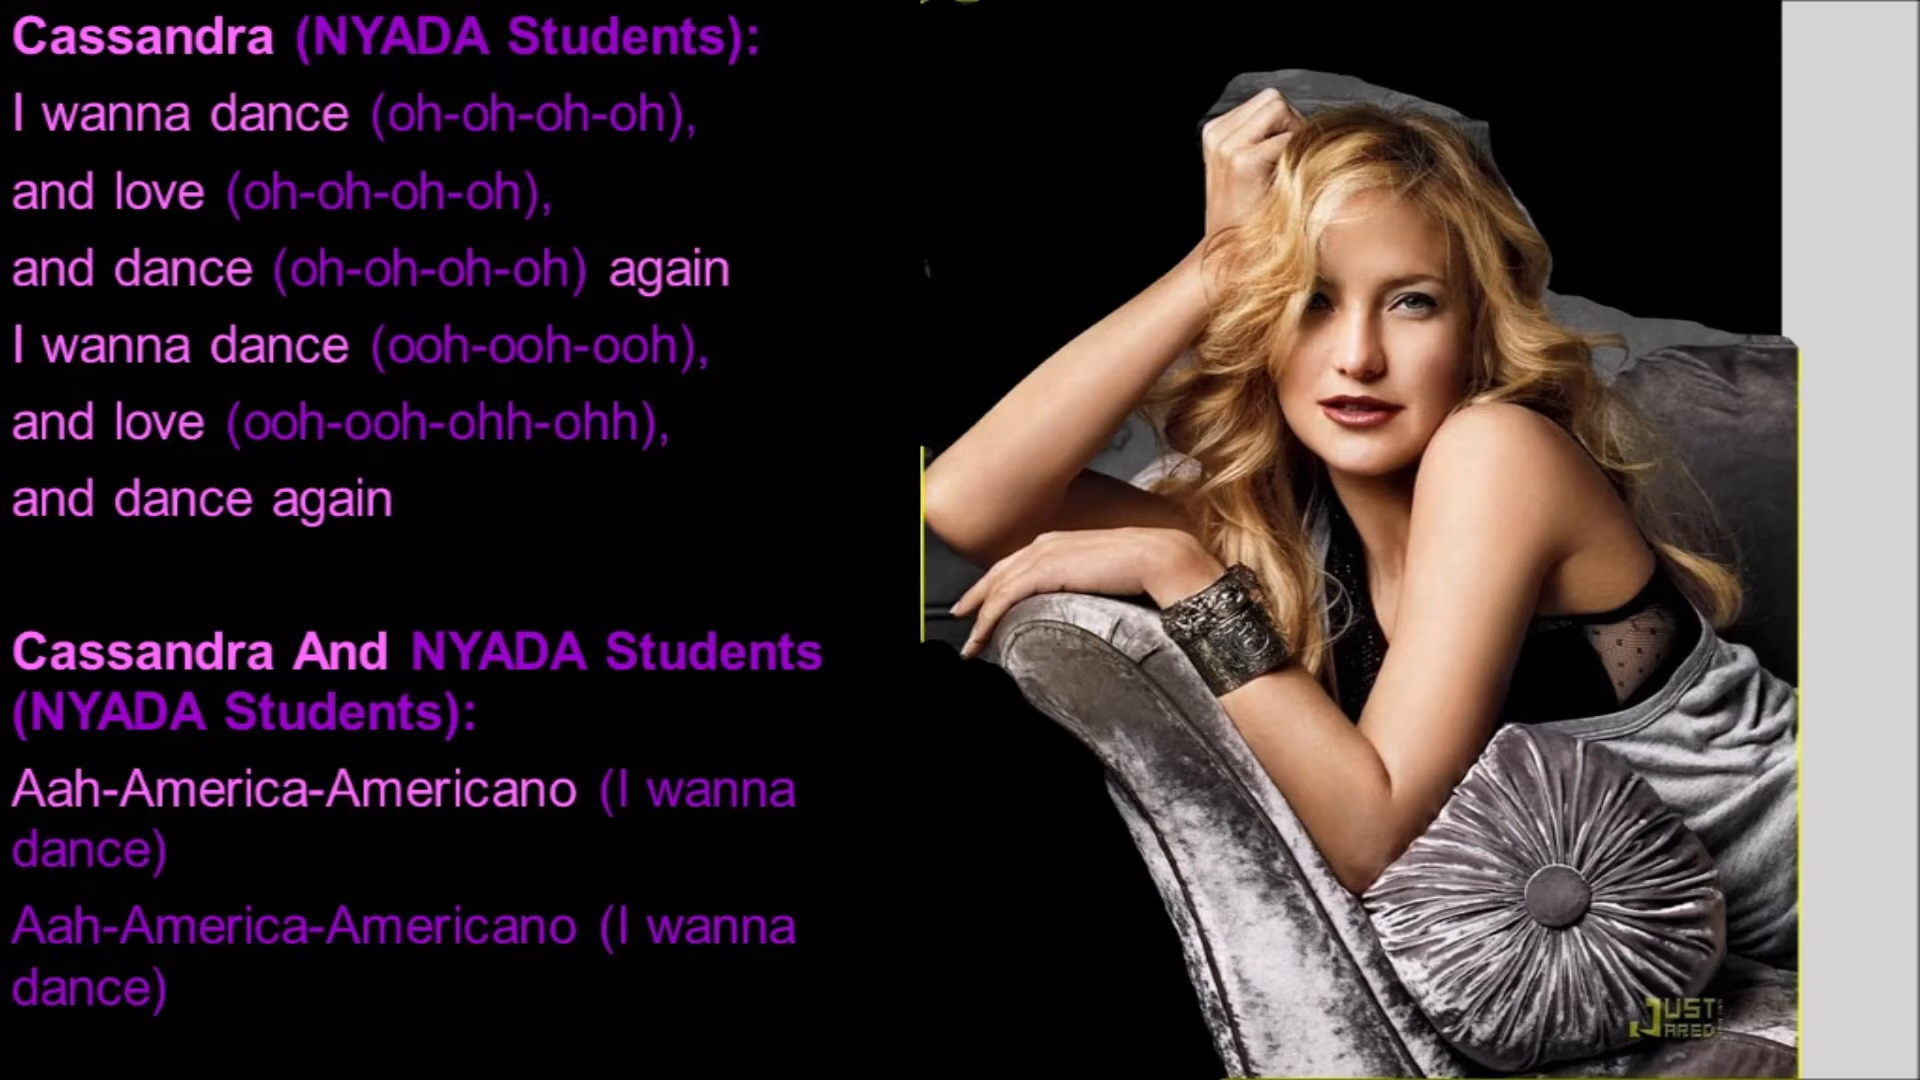 Cassandra (NYADA Students):
I wanna dance (oh-oh-oh-oh),
and love (oh-oh-oh-oh),
and dance (oh-oh-oh-oh) again
I wanna dance (ooh-ooh-ooh),
and love (ooh-ooh-ohh-ohh),
and dance again
Cassandra And NYADA Students
(NYADA Students):
Aah-America-Americano (I wanna
dance)
Aah-America-Americano (I wanna
dance)
JUST
JARED